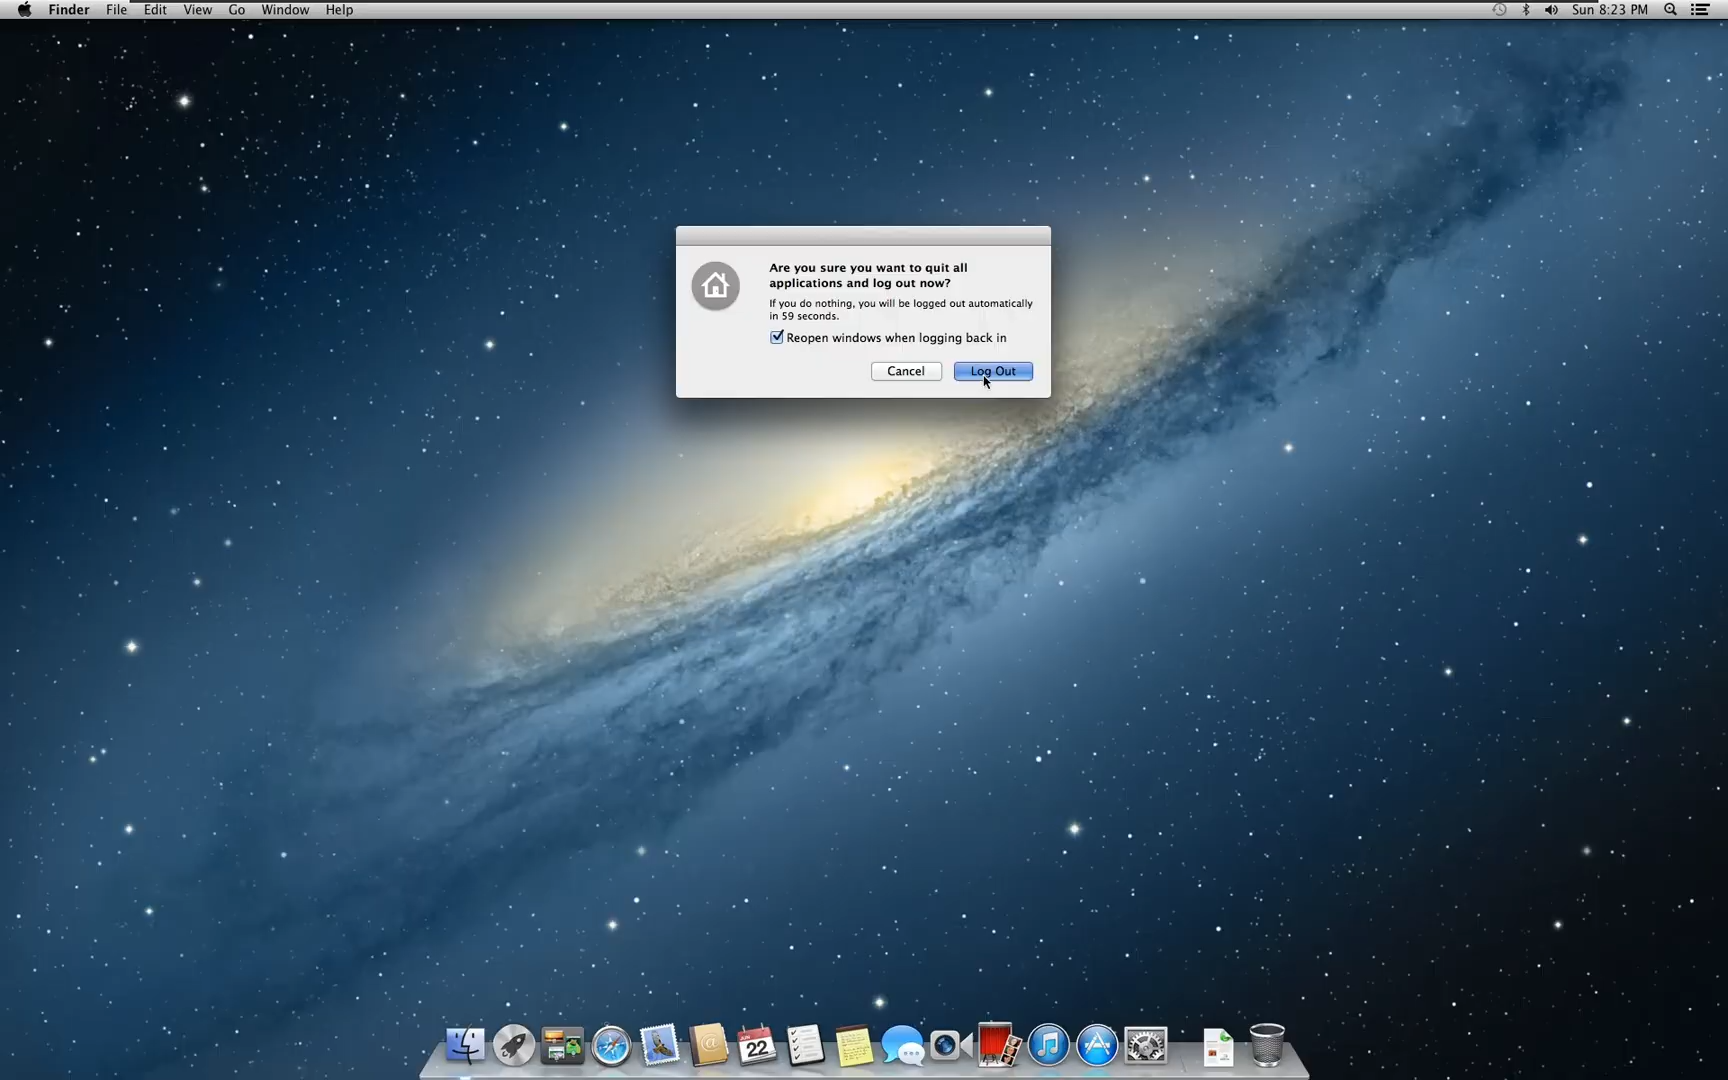 Finder File Edit View Go Window Help Sun 8:23 PM
Are you sure you want to quit all
applications and log out now?
If you do nothing, you will be logged out automatically
in 59 seconds.
Reopen windows when logging back in
Cancel Log Out
22